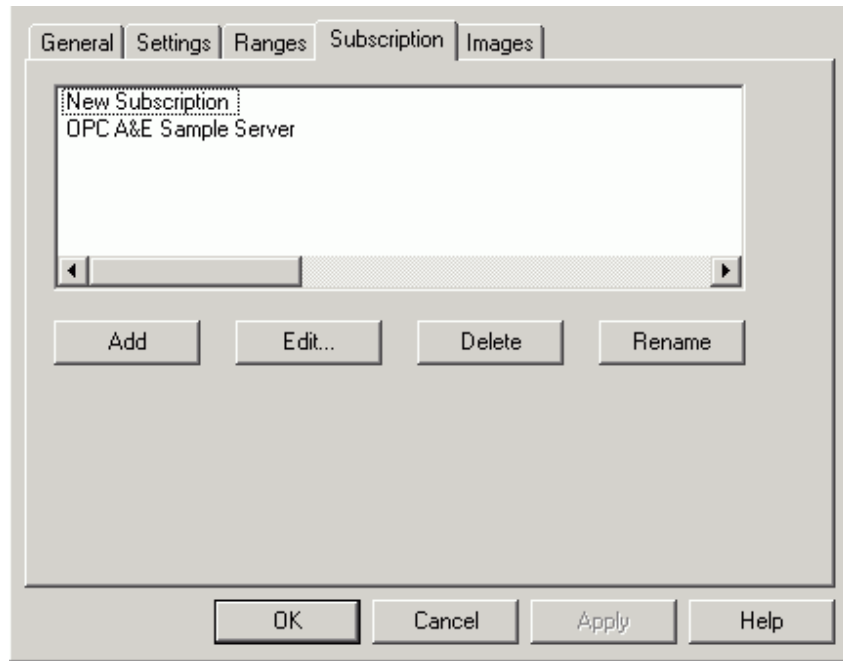 General Settings Ranges Subscription Images
New Subscription
OPC A&E Sample Server
Add Edit... Delete Rename
OK Cancel Apply Help